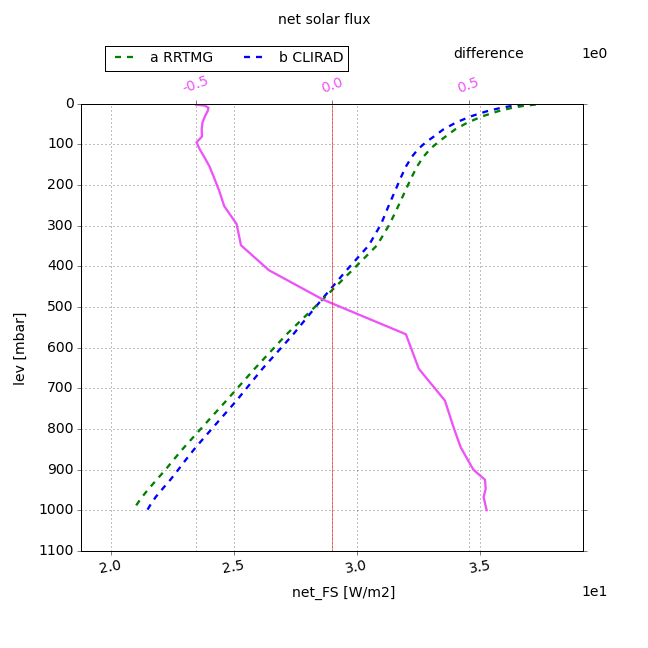 net solar flux
a RRTMG b CLIRAD difference 1e0
-0.5 0.0 0.5
0
100
200
300
400
500
600
700
800
900
1000
1100
lev [mbar]
2.0 2.5 3.0 3.5
net_FS [W/m2] 1e1